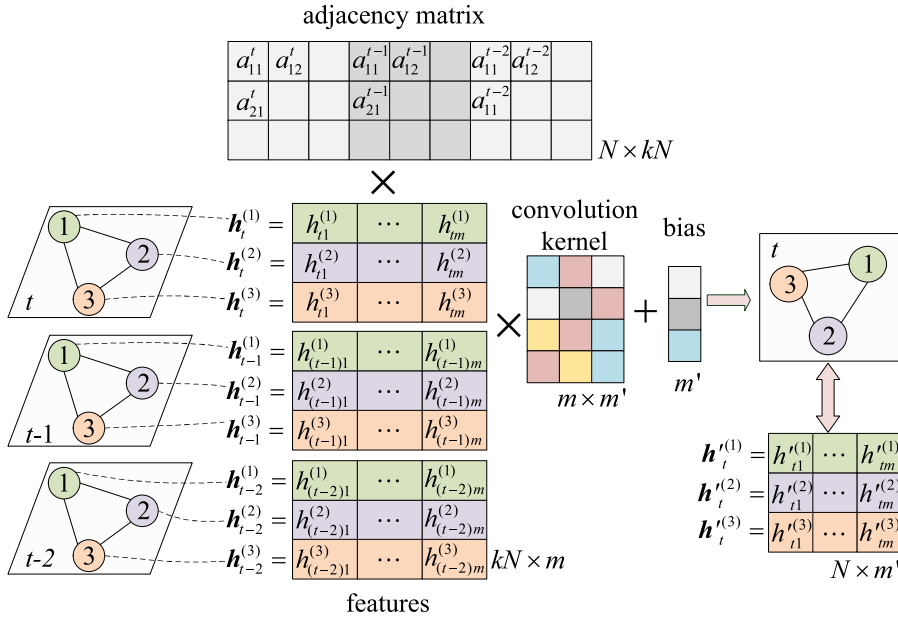 adjacency matrix
a_{11}^{t} a_{12}^{t} a_{11}^{t-1} a_{12}^{t-1} a_{11}^{t-2} a_{12}^{t-2}
a_{21}^{t} a_{21}^{t-1} a_{11}^{t-2}
N × kN
×
1 2 3 t
h_t^{(1)} = h_{t1}^{(1)} ⋯ h_{tm}^{(1)}
h_t^{(2)} = h_{t1}^{(2)} ⋯ h_{tm}^{(2)}
h_t^{(3)} = h_{t1}^{(3)} ⋯ h_{tm}^{(3)}
1 2 3 t-1
h_{t-1}^{(1)} = h_{(t-1)1}^{(1)} ⋯ h_{(t-1)m}^{(1)}
h_{t-1}^{(2)} = h_{(t-1)1}^{(2)} ⋯ h_{(t-1)m}^{(2)}
h_{t-1}^{(3)} = h_{(t-1)1}^{(3)} ⋯ h_{(t-1)m}^{(3)}
1 2 3 t-2
h_{t-2}^{(1)} = h_{(t-2)1}^{(1)} ⋯ h_{(t-2)m}^{(1)}
h_{t-2}^{(2)} = h_{(t-2)1}^{(2)} ⋯ h_{(t-2)m}^{(2)}
h_{t-2}^{(3)} = h_{(t-2)1}^{(3)} ⋯ h_{(t-2)m}^{(3)}
kN × m
features
×
convolution
kernel
m × m'
+
bias
m'
t 1 3 2
h'_t^{(1)} = h'_{t1}^{(1)} ⋯ h'_{tm}^{(1)}
h'_t^{(2)} = h'_{t1}^{(2)} ⋯ h'_{tm}^{(2)}
h'_t^{(3)} = h'_{t1}^{(3)} ⋯ h'_{tm}^{(3)}
N × m'